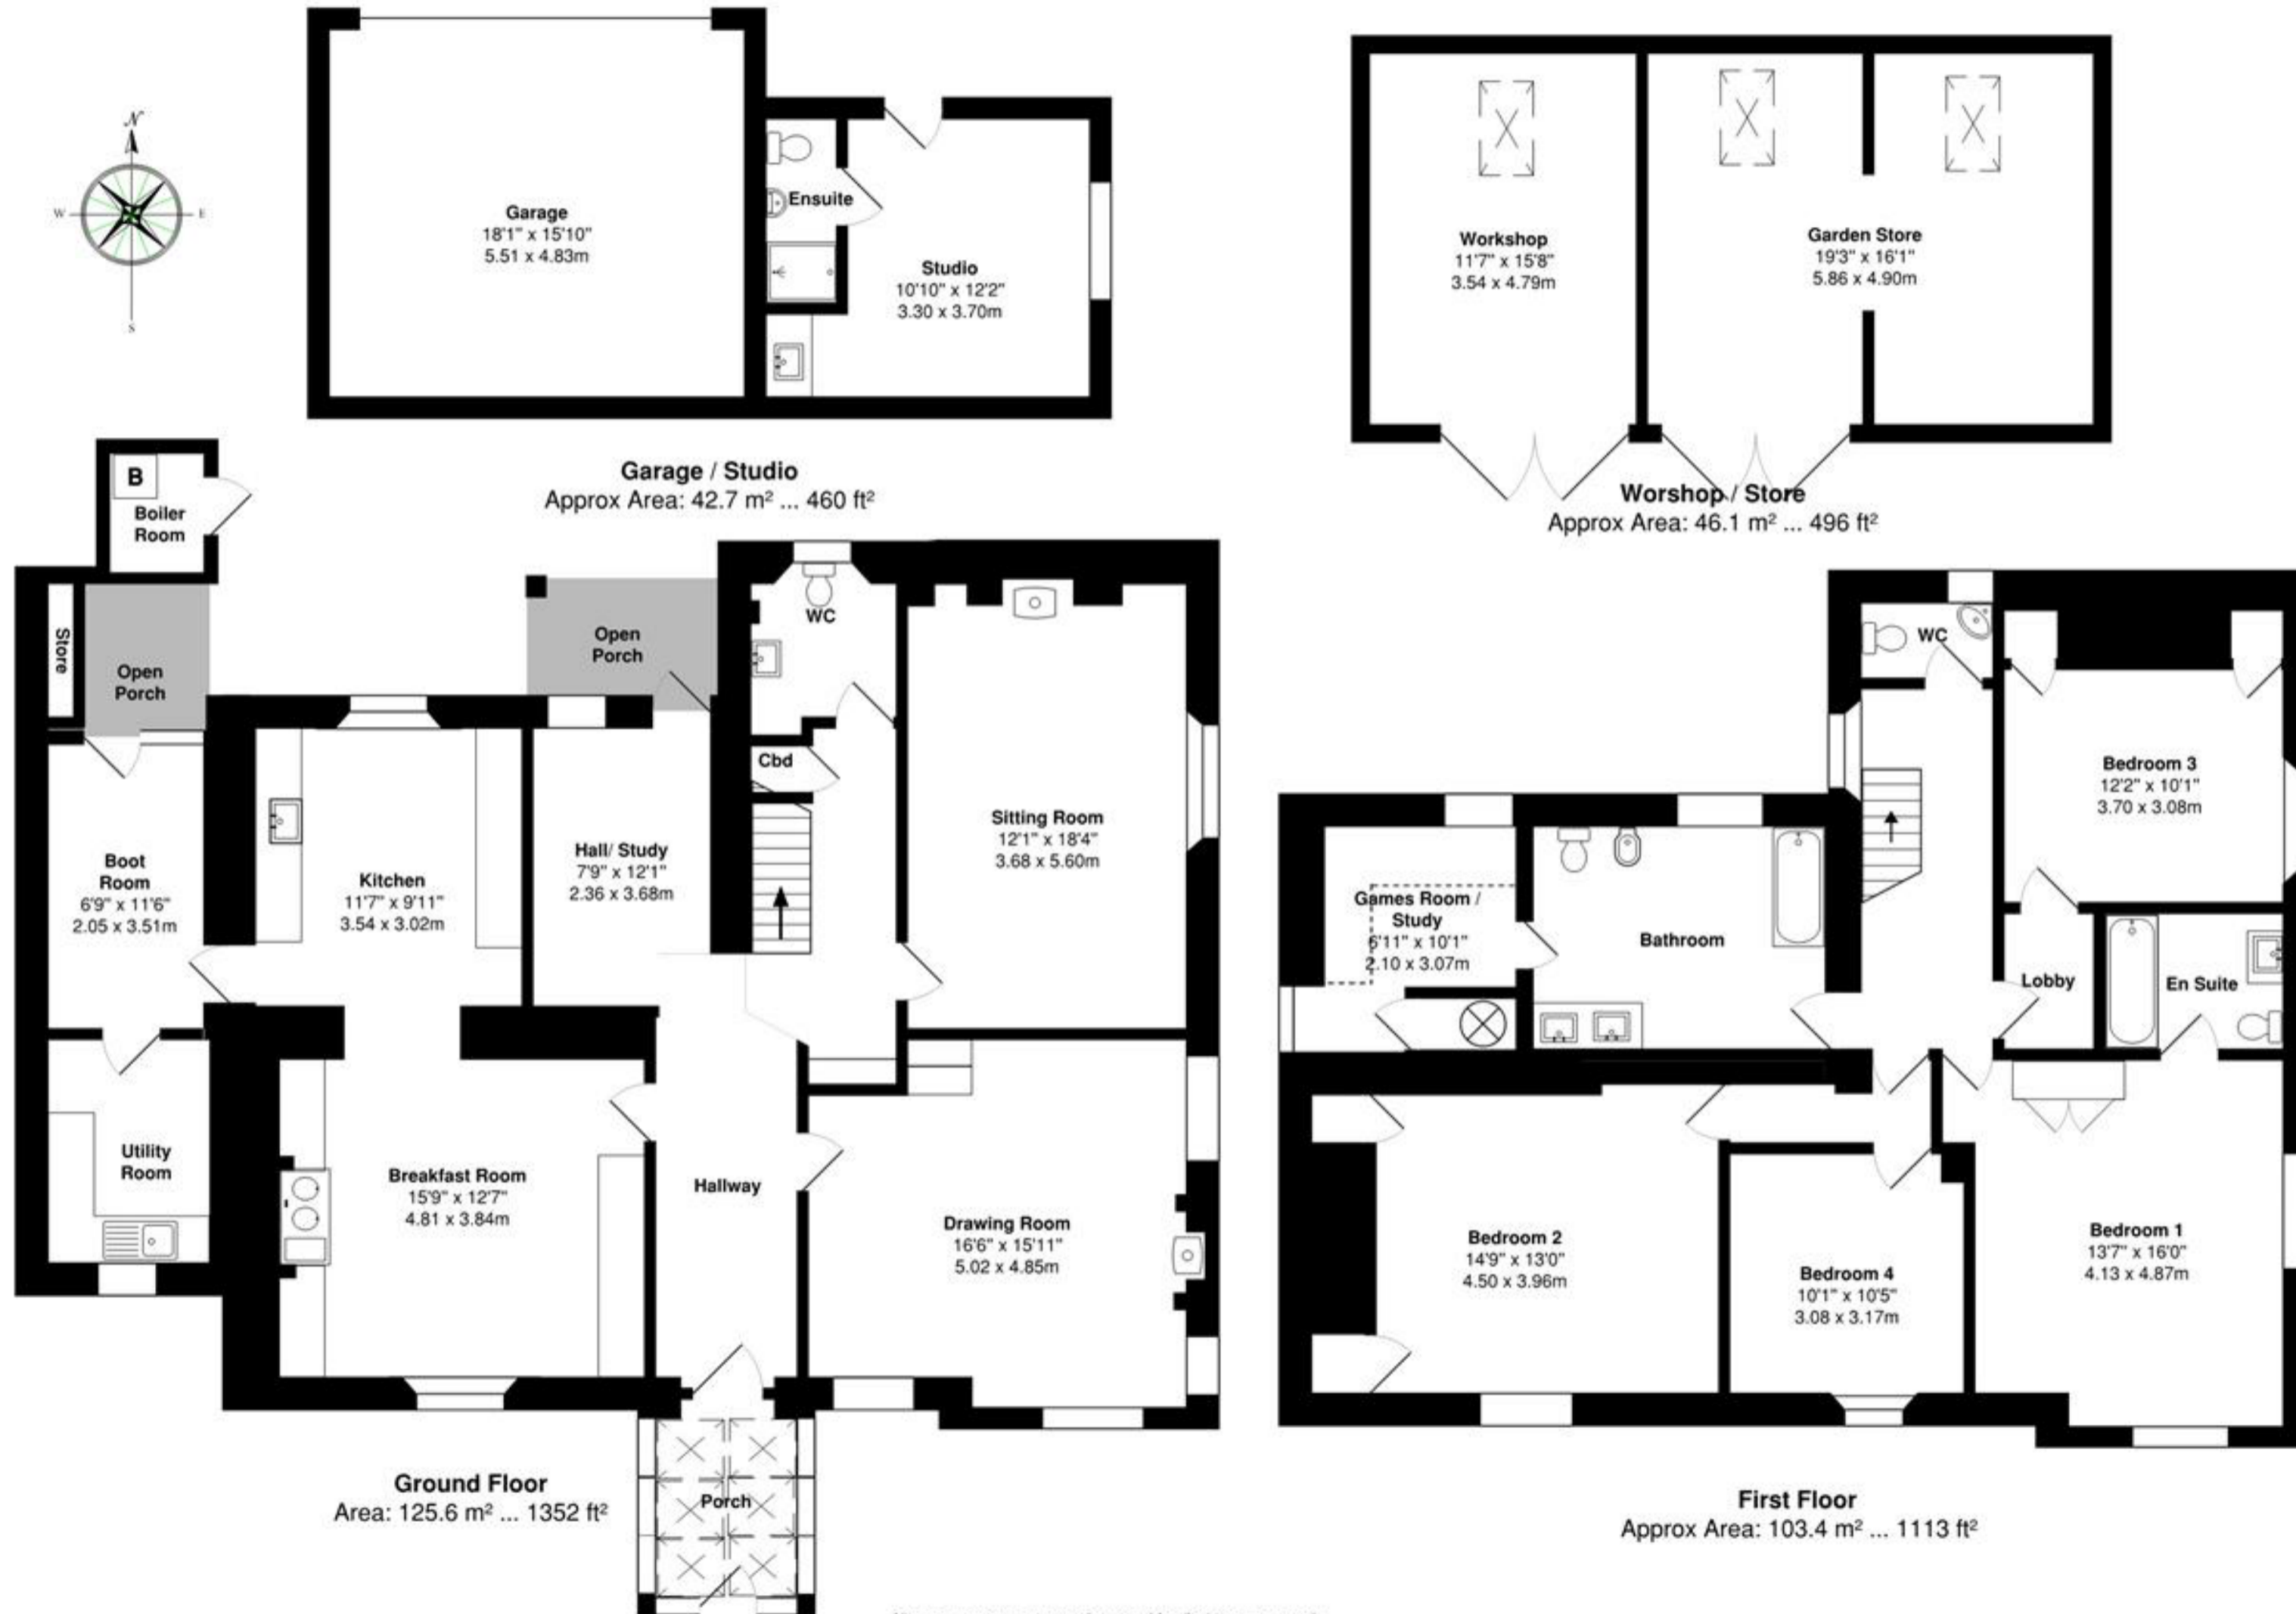 N
W
E
S
Garage
18'1" x 15'10"
5.51 x 4.83m
Ensuite
Studio
10'10" x 12'2"
3.30 x 3.70m
Garage / Studio
Approx Area: 42.7 m² ... 460 ft²
Workshop
11'7" x 15'8"
3.54 x 4.79m
Garden Store
19'3" x 16'1"
5.86 x 4.90m
Worshop / Store
Approx Area: 46.1 m² ... 496 ft²
B
Boiler
Room
Store
Open
Porch
Open
Porch
WC
Cbd
Sitting Room
12'1" x 18'4"
3.68 x 5.60m
Boot
Room
6'9" x 11'6"
2.05 x 3.51m
Kitchen
11'7" x 9'11"
3.54 x 3.02m
Hall/ Study
7'9" x 12'1"
2.36 x 3.68m
Utility
Room
Breakfast Room
15'9" x 12'7"
4.81 x 3.84m
Hallway
Drawing Room
16'6" x 15'11"
5.02 x 4.85m
Porch
Ground Floor
Area: 125.6 m² ... 1352 ft²
WC
Bedroom 3
12'2" x 10'1"
3.70 x 3.08m
Games Room /
Study
6'11" x 10'1"
2.10 x 3.07m
Bathroom
Lobby
En Suite
Bedroom 2
14'9" x 13'0"
4.50 x 3.96m
Bedroom 4
10'1" x 10'5"
3.08 x 3.17m
Bedroom 1
13'7" x 16'0"
4.13 x 4.87m
First Floor
Approx Area: 103.4 m² ... 1113 ft²